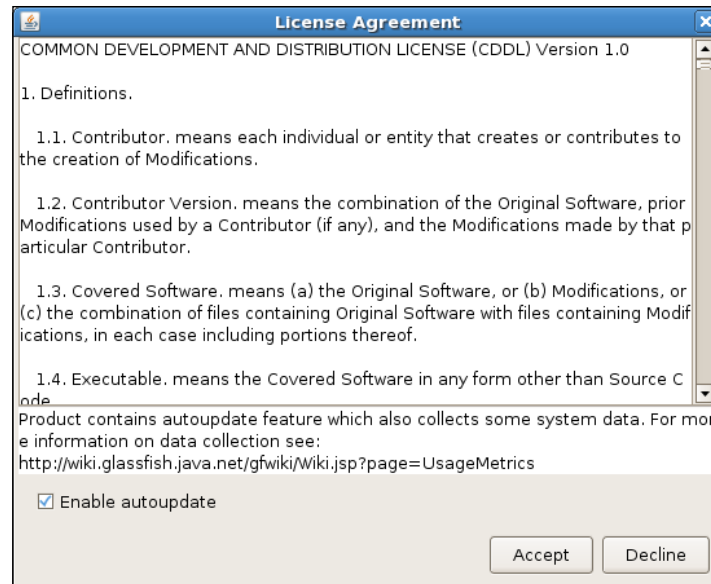 License Agreement
COMMON DEVELOPMENT AND DISTRIBUTION LICENSE (CDDL) Version 1.0
1. Definitions.
1.1. Contributor. means each individual or entity that creates or contributes to
the creation of Modifications.
1.2. Contributor Version. means the combination of the Original Software, prior
Modifications used by a Contributor (if any), and the Modifications made by that p
articular Contributor.
1.3. Covered Software. means (a) the Original Software, or (b) Modifications, or
(c) the combination of files containing Original Software with files containing Modif
ications, in each case including portions thereof.
1.4. Executable. means the Covered Software in any form other than Source C
ode
Product contains autoupdate feature which also collects some system data. For mor
e information on data collection see:
http://wiki.glassfish.java.net/gfwiki/Wiki.jsp?page=UsageMetrics
Enable autoupdate
Accept Decline